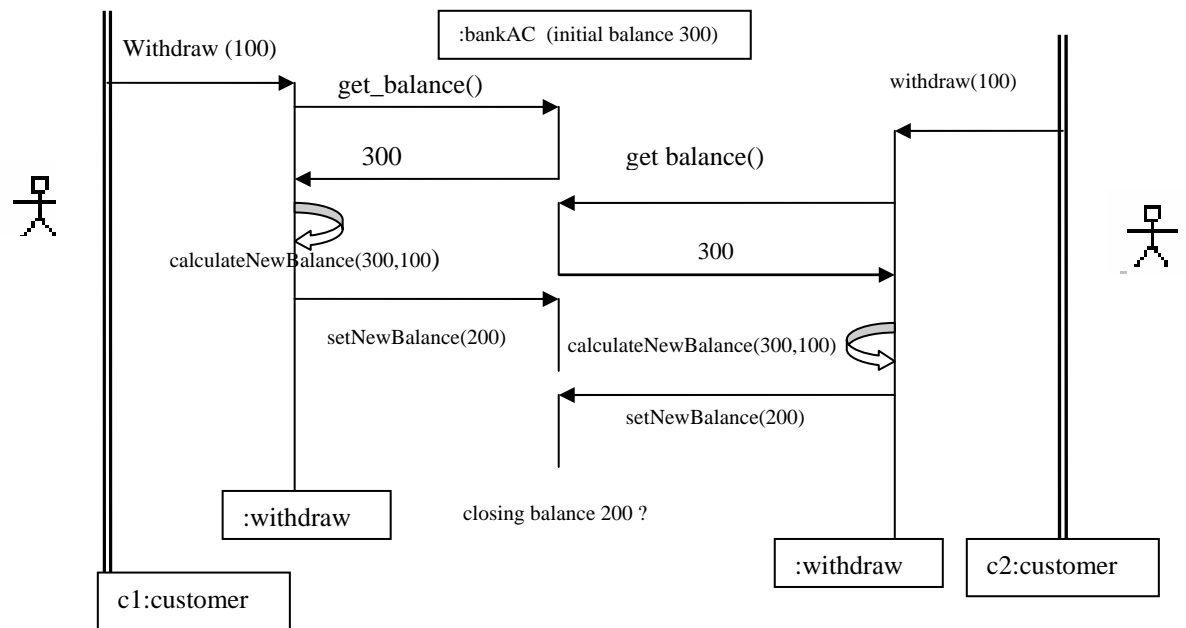 :bankAC (initial balance 300)
Withdraw (100)
get_balance()
withdraw(100)
300
get balance()
300
calculateNewBalance(300,100)
setNewBalance(200)
calculateNewBalance(300,100)
setNewBalance(200)
:withdraw
closing balance 200 ?
:withdraw
c2:customer
c1:customer